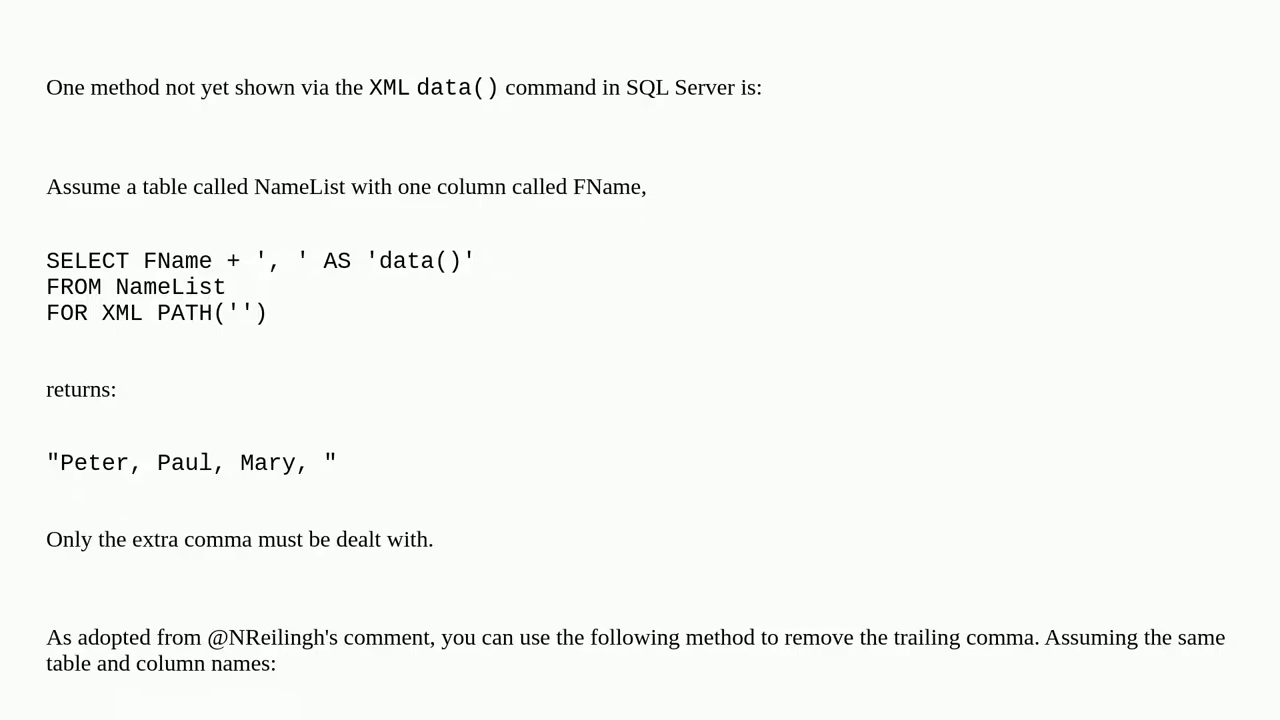 One method not yet shown via the XML data() command in SQL Server is:
Assume a table called NameList with one column called FName,
SELECT FName + ', ' AS 'data()'
FROM NameList
FOR XML PATH('')
returns:
"Peter, Paul, Mary, "
Only the extra comma must be dealt with.
As adopted from @NReilingh's comment, you can use the following method to remove the trailing comma. Assuming the same
table and column names: